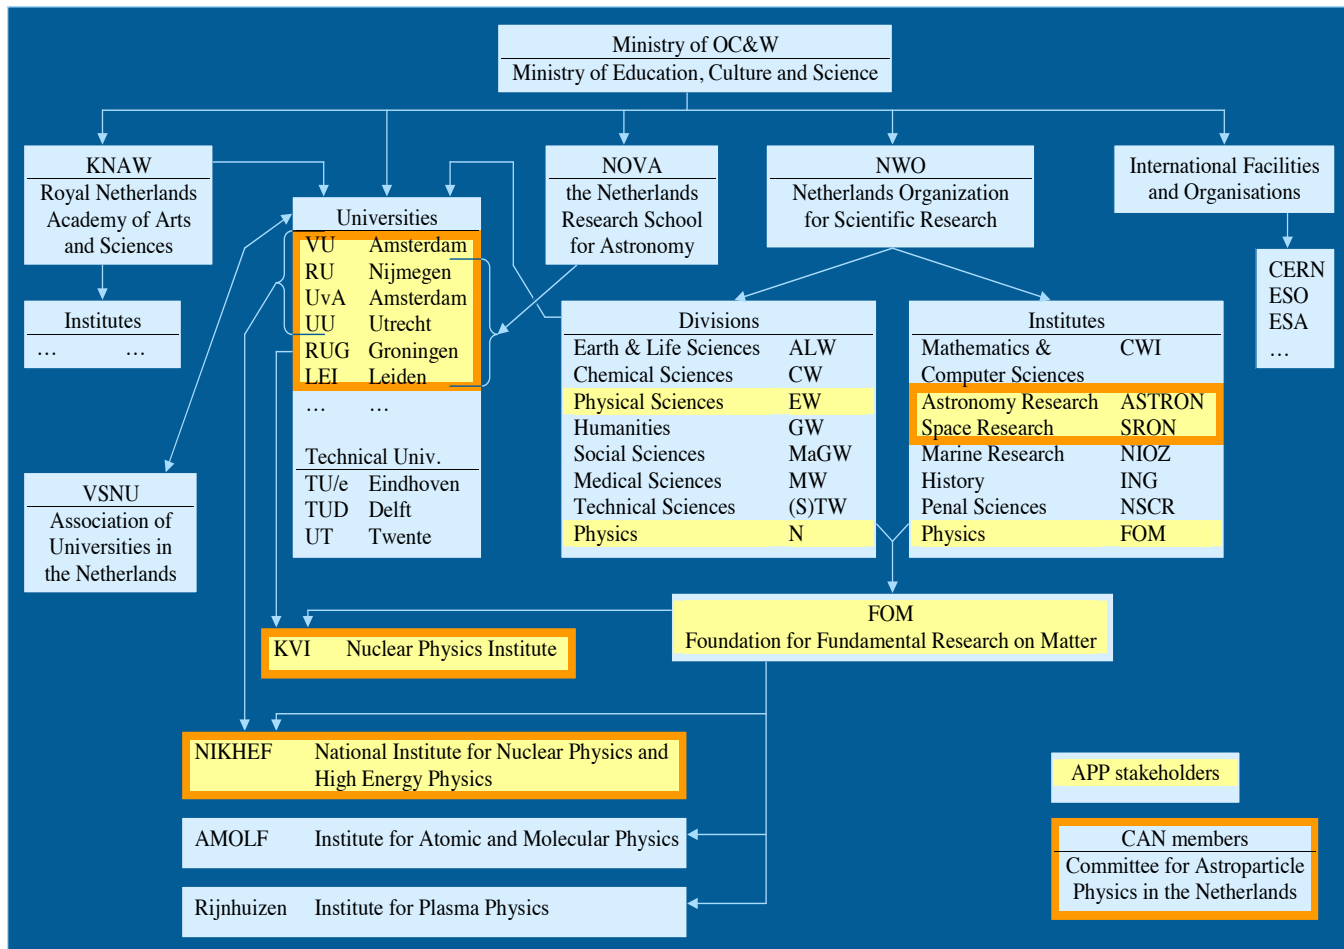 Ministry of OC&W
Ministry of Education, Culture and Science
KNAW
Royal Netherlands
Academy of Arts
and Sciences
NOVA
the Netherlands
Research School
for Astronomy
NWO
Netherlands Organization
for Scientific Research
International Facilities
and Organisations
Institutes
… …
Universities
VU Amsterdam
RU Nijmegen
UvA Amsterdam
UU Utrecht
RUG Groningen
LEI Leiden
… …
Technical Univ.
TU/e Eindhoven
TUD Delft
UT Twente
CERN
ESO
ESA
…
Divisions
Earth & Life Sciences ALW
Chemical Sciences CW
Physical Sciences EW
Humanities GW
Social Sciences MaGW
Medical Sciences MW
Technical Sciences (S)TW
Physics N
Institutes
Mathematics & CWI
Computer Sciences
Astronomy Research ASTRON
Space Research SRON
Marine Research NIOZ
History ING
Penal Sciences NSCR
Physics FOM
VSNU
Association of
Universities in
the Netherlands
FOM
Foundation for Fundamental Research on Matter
KVI Nuclear Physics Institute
NIKHEF National Institute for Nuclear Physics and
High Energy Physics
AMOLF Institute for Atomic and Molecular Physics
Rijnhuizen Institute for Plasma Physics
APP stakeholders
CAN members
Committee for Astroparticle
Physics in the Netherlands